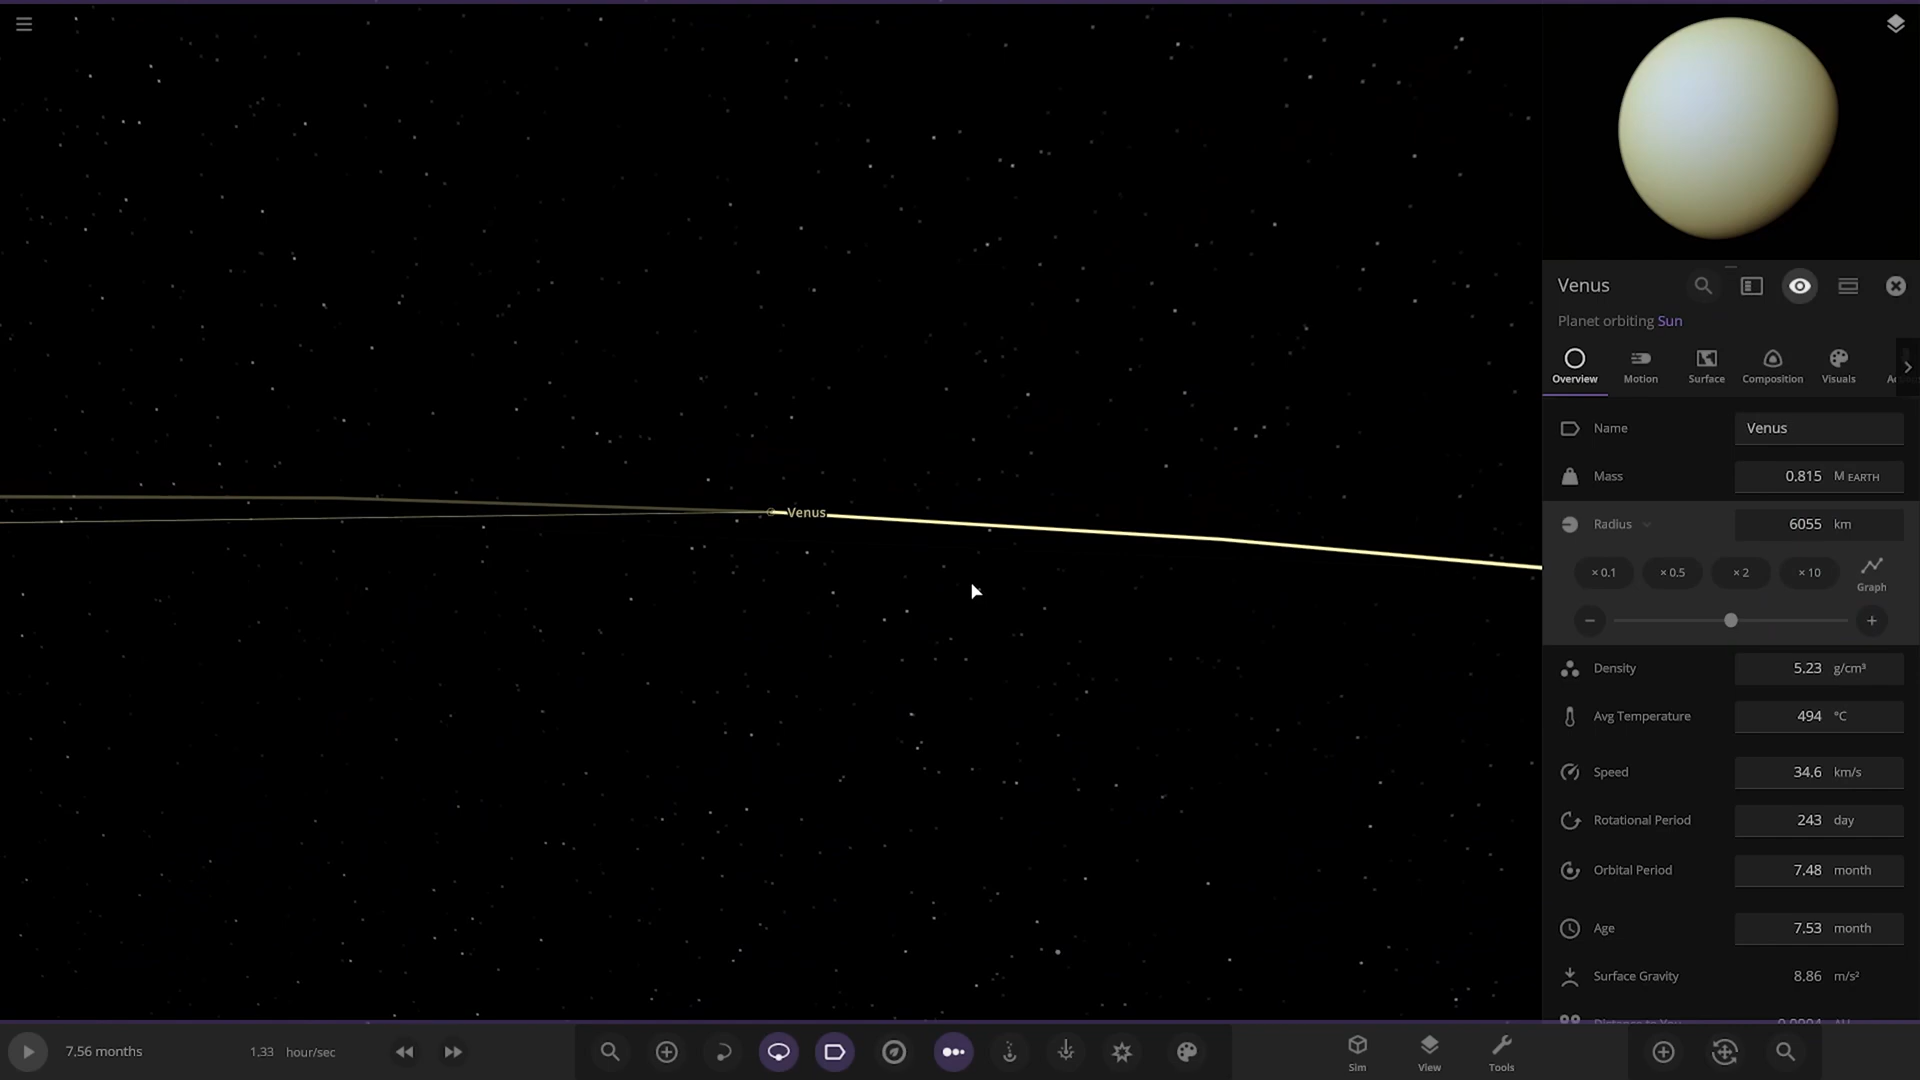 Venus
Planet orbiting Sun
Overview
Motion
Surface
Composition
Visuals
Name Venus
Mass 0.815 M EARTH
Venus
Radius 6055 km
× 0.1 × 0.5 × 2 × 10 Graph
Density 5.23 g/cm³
Avg Temperature 494 °C
Speed 34.6 km/s
Rotational Period 243 day
Orbital Period 7.48 month
Age 7.53 month
Surface Gravity 8.86 m/s²
7.56 months 1.33 hour/sec
Sim View Tools